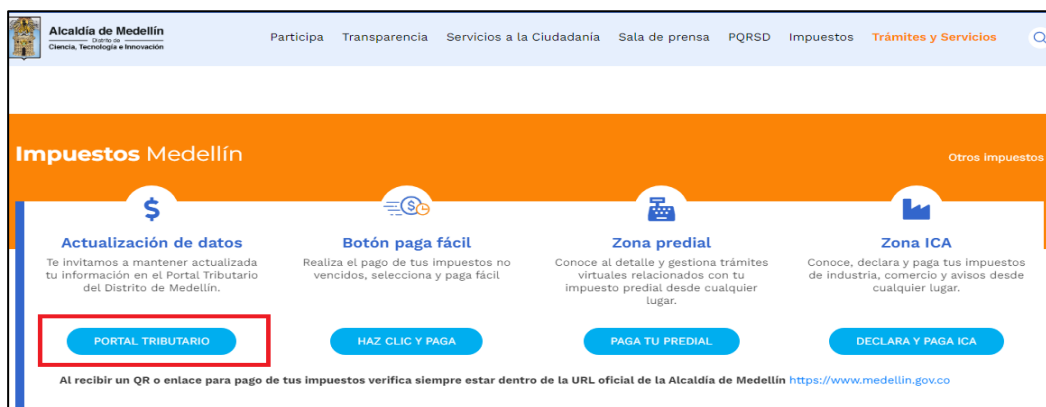 Alcaldía de Medellín
Distrito de
Ciencia, Tecnología e Innovación
Participa Transparencia Servicios a la Ciudadanía Sala de prensa PQRSD Impuestos Trámites y Servicios
Impuestos Medellín
Otros impuestos
$
Actualización de datos
Te invitamos a mantener actualizada
tu información en el Portal Tributario
del Distrito de Medellín.
PORTAL TRIBUTARIO
$
Botón paga fácil
Realiza el pago de tus impuestos no
vencidos, selecciona y paga fácil
HAZ CLIC Y PAGA
Zona predial
Conoce al detalle y gestiona trámites
virtuales relacionados con tu
impuesto predial desde cualquier
lugar.
PAGA TU PREDIAL
Zona ICA
Conoce, declara y paga tus impuestos
de industria, comercio y avisos desde
cualquier lugar.
DECLARA Y PAGA ICA
Al recibir un QR o enlace para pago de tus impuestos verifica siempre estar dentro de la URL oficial de la Alcaldía de Medellín https://www.medellin.gov.co